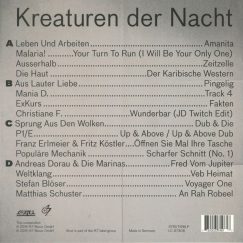 Kreaturen der Nacht
A Leben Und Arbeiten Amanita
Malaria! Your Turn To Run (I Will Be Your Only One)
Ausserhalb Zeitzelle
Die Haut Der Karibische Western
B Aus Lauter Liebe Pingelig
Mania D. Track 4
ExKurs Fakten
Christiane F. Wunderbar (JD Twitch Edit)
C Sprung Aus Den Wolken Dub & Die
P1/E Up & Above / Up & Above Dub
Franz Erlmeier & Fritz Köstler Öffnen Sie Mal Ihre Tasche
Populäre Mechanik Scharfer Schnitt (No. 1)
D Andreas Dorau & Die Marinas Fred Vom Jupiter
Weltklang Veb Heimat
Stefan Blöser Voyager One
Matthias Schuster An Rah Robeel
Made in Germany